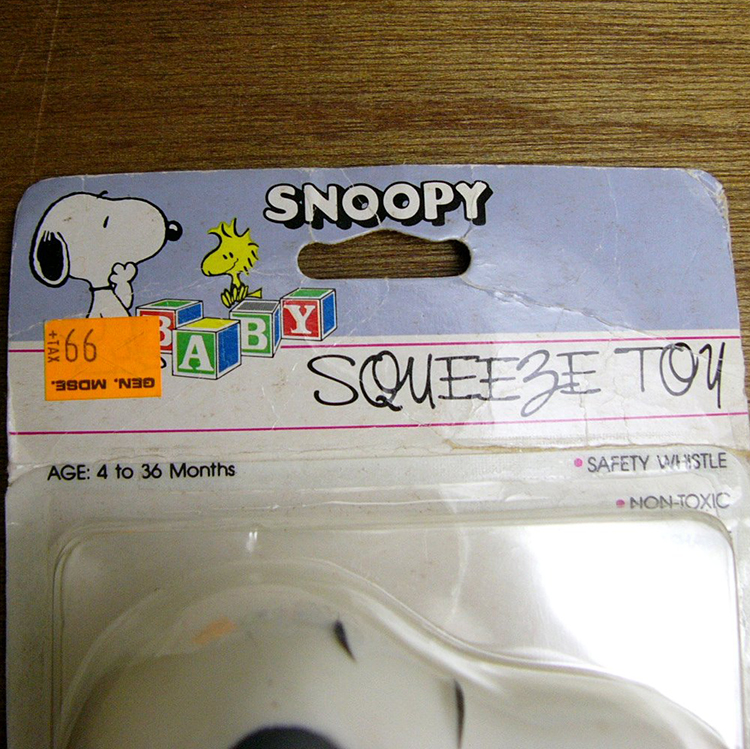 SNOOPY
BABY
SQUEEZE TOY
GEN. MDSE.
99 +TAX
AGE: 4 to 36 Months
• SAFETY WHISTLE
• NON-TOXIC